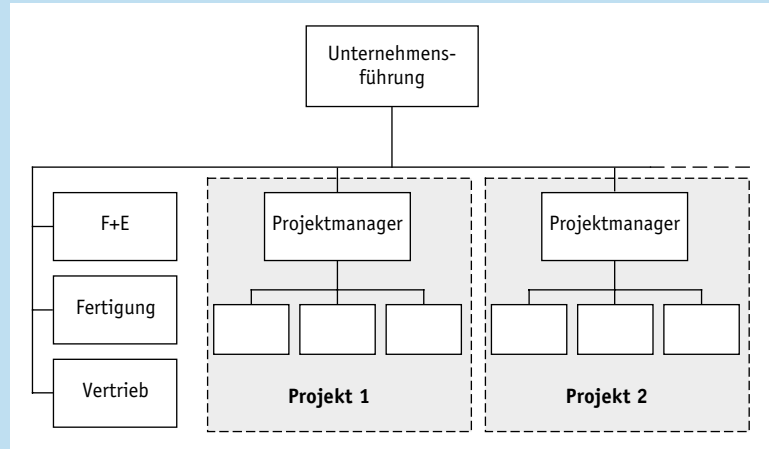 Unternehmens-
führung
F+E
Projektmanager
Projektmanager
Fertigung
Vertrieb
Projekt 1
Projekt 2